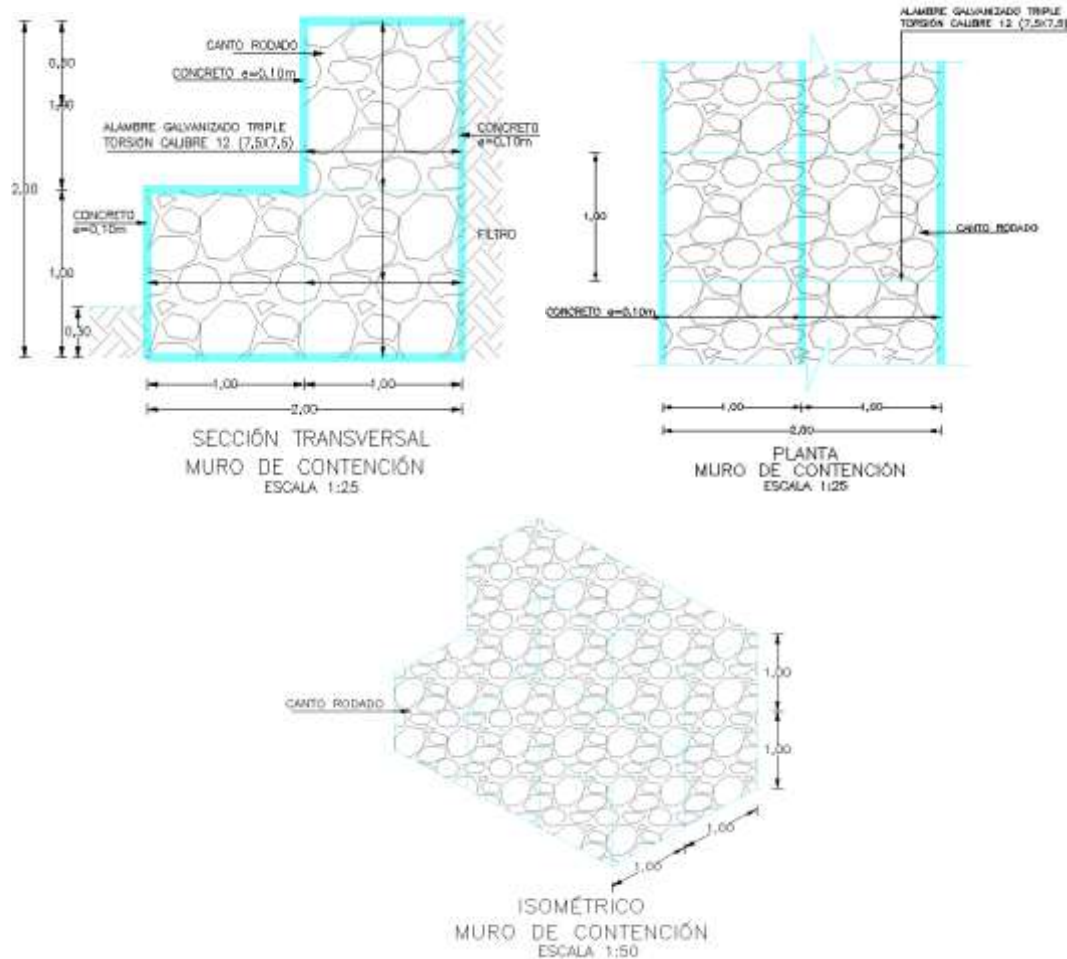 CANTO RODADO
CONCRETO e=0,10m
ALAMBRE GALVANIZADO TRIPLE
TORSIÓN CALIBRE 12 (7,5X7,5)
CONCRETO
e=0,10m
CONCRETO
e=0,10m
FILTRO
1,00
2,00
1,00
0,30
1,00
1,00
2,00
SECCIÓN TRANSVERSAL
MURO DE CONTENCIÓN
ESCALA 1:25
ALAMBRE GALVANIZADO TRIPLE
TORSIÓN CALIBRE 12 (7,5X7,5)
1,00
CANTO RODADO
CONCRETO e=0,10m
1,00
1,00
2,00
PLANTA
MURO DE CONTENCIÓN
ESCALA 1:25
CANTO RODADO
1,00
1,00
1,00
1,00
ISOMÉTRICO
MURO DE CONTENCIÓN
ESCALA 1:50